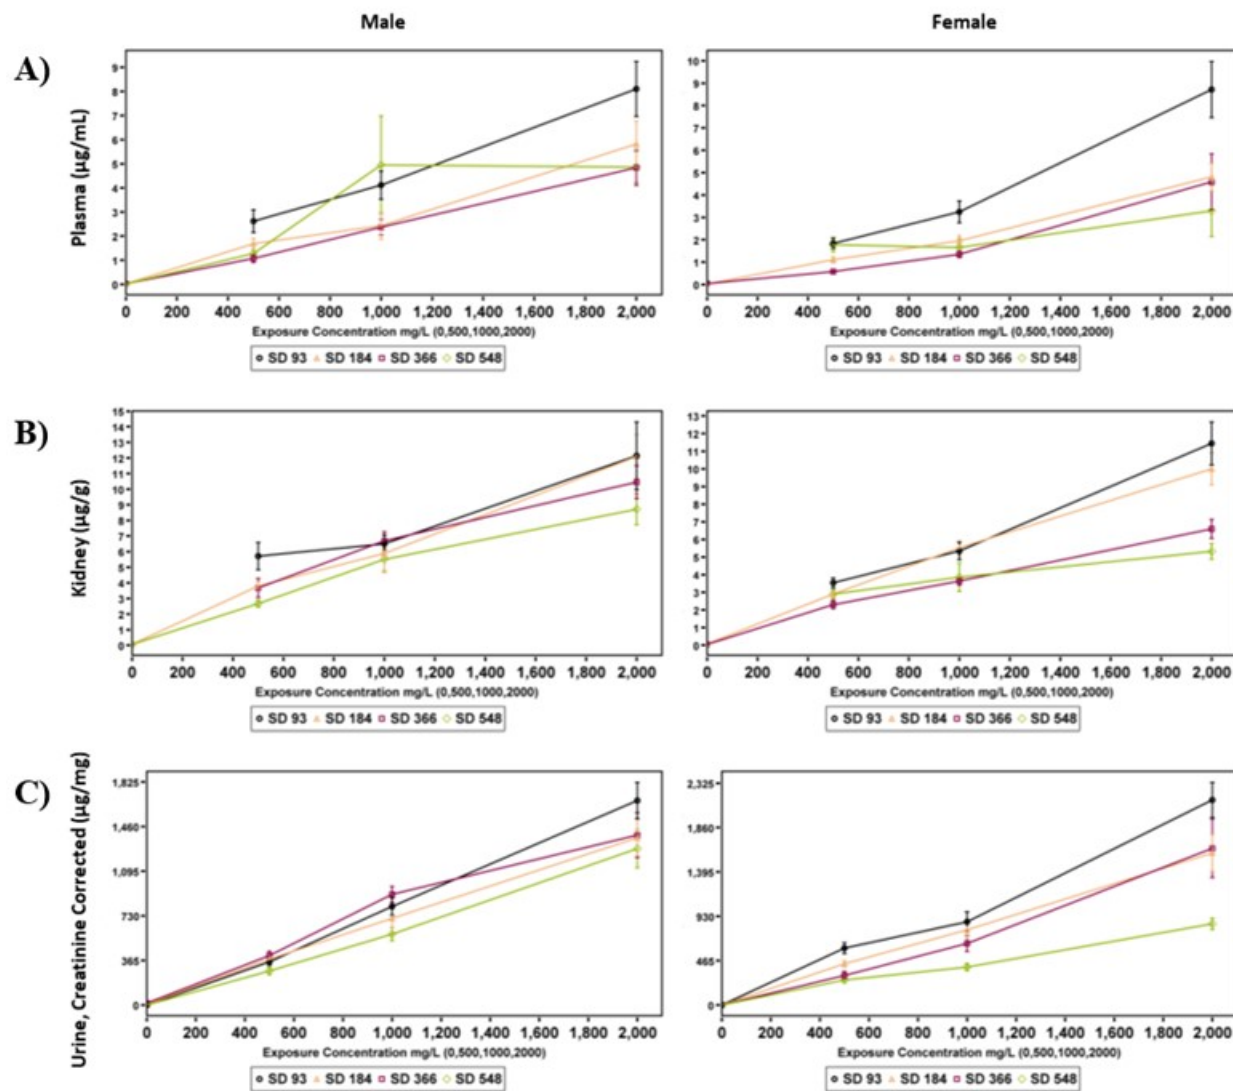 Male Female
A)
Plasma (µg/mL)
9
8
7
6
5
4
3
2
1
0
0 200 400 600 800 1,000 1,200 1,400 1,600 1,800 2,000
Exposure Concentration mg/L (0,500,1000,2000)
SD 93 SD 184 SD 366 SD 548
10
9
8
7
6
5
4
3
2
1
0
0 200 400 600 800 1,000 1,200 1,400 1,600 1,800 2,000
Exposure Concentration mg/L (0,500,1000,2000)
SD 93 SD 184 SD 366 SD 548
B)
Kidney (µg/g)
15
14
13
12
11
10
9
8
7
6
5
4
3
2
1
0
0 200 400 600 800 1,000 1,200 1,400 1,600 1,800 2,000
Exposure Concentration mg/L (0,500,1000,2000)
SD 93 SD 184 SD 366 SD 548
13
12
11
10
9
8
7
6
5
4
3
2
1
0
0 200 400 600 800 1,000 1,200 1,400 1,600 1,800 2,000
Exposure Concentration mg/L (0,500,1000,2000)
SD 93 SD 184 SD 366 SD 548
C)
Urine, Creatinine Corrected (µg/mg)
1,825
1,460
1,095
730
365
0
0 200 400 600 800 1,000 1,200 1,400 1,600 1,800 2,000
Exposure Concentration mg/L (0,500,1000,2000)
SD 93 SD 184 SD 366 SD 548
2,325
1,860
1,395
930
465
0
0 200 400 600 800 1,000 1,200 1,400 1,600 1,800 2,000
Exposure Concentration mg/L (0,500,1000,2000)
SD 93 SD 184 SD 366 SD 548